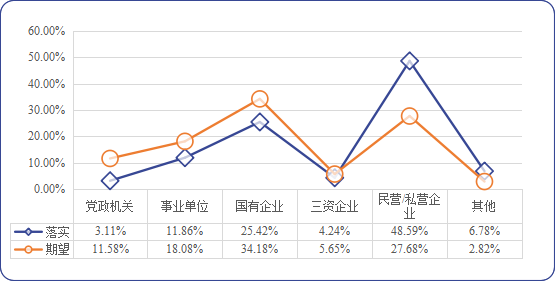 60.00%
50.00%
40.00%
30.00%
20.00%
10.00%
0.00%
党政机关 事业单位 国有企业 三资企业 民营/私营企业 其他
落实 3.11% 11.86% 25.42% 4.24% 48.59% 6.78%
期望 11.58% 18.08% 34.18% 5.65% 27.68% 2.82%